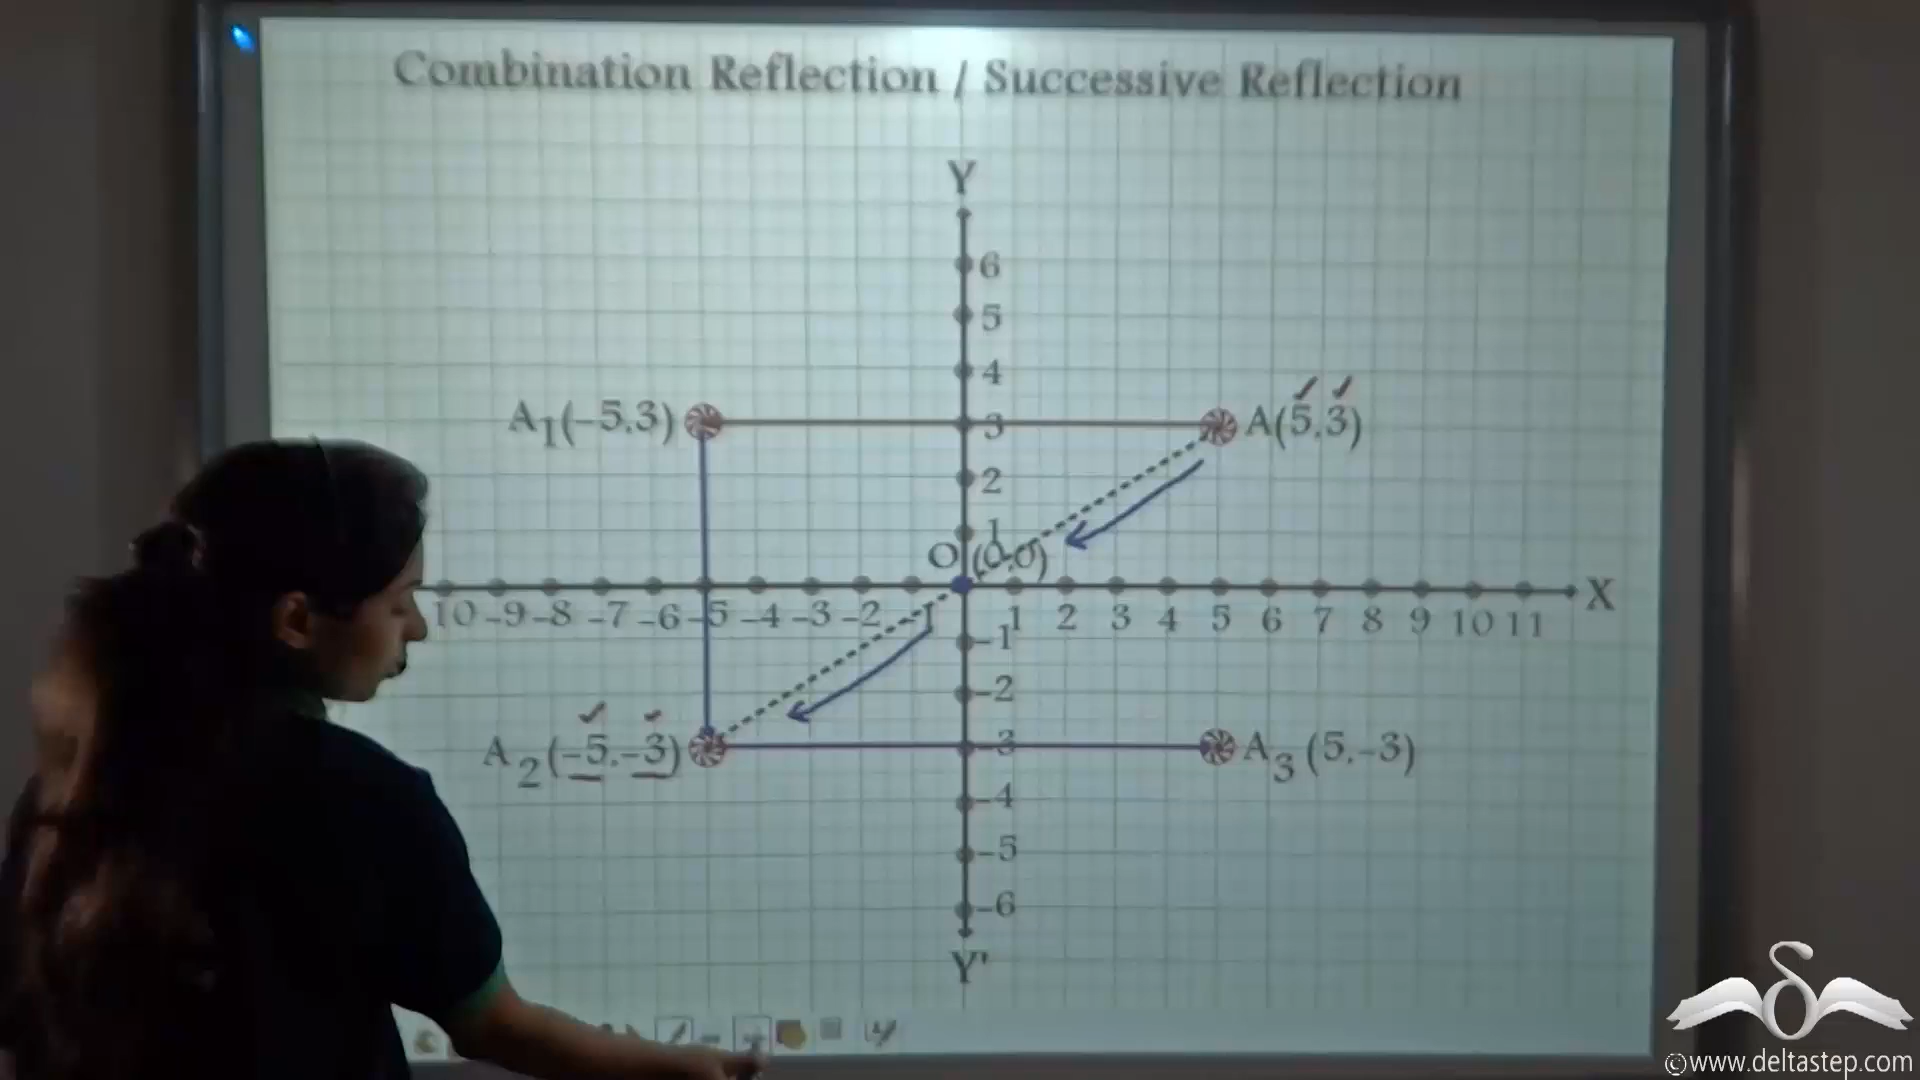 Combination Reflection / Successive Reflection
Y
6
5
4
A1(-5,3)
3
A(5,3)
2
1
O (0,0)
10 -9 -8 -7 -6 -5 -4 -3 -2 -1 1 2 3 4 5 6 7 8 9 10 11
X
-1
-2
A2(-5,-3)
-3
A3(5,-3)
-4
-5
-6
Y'
©www.deltastep.com